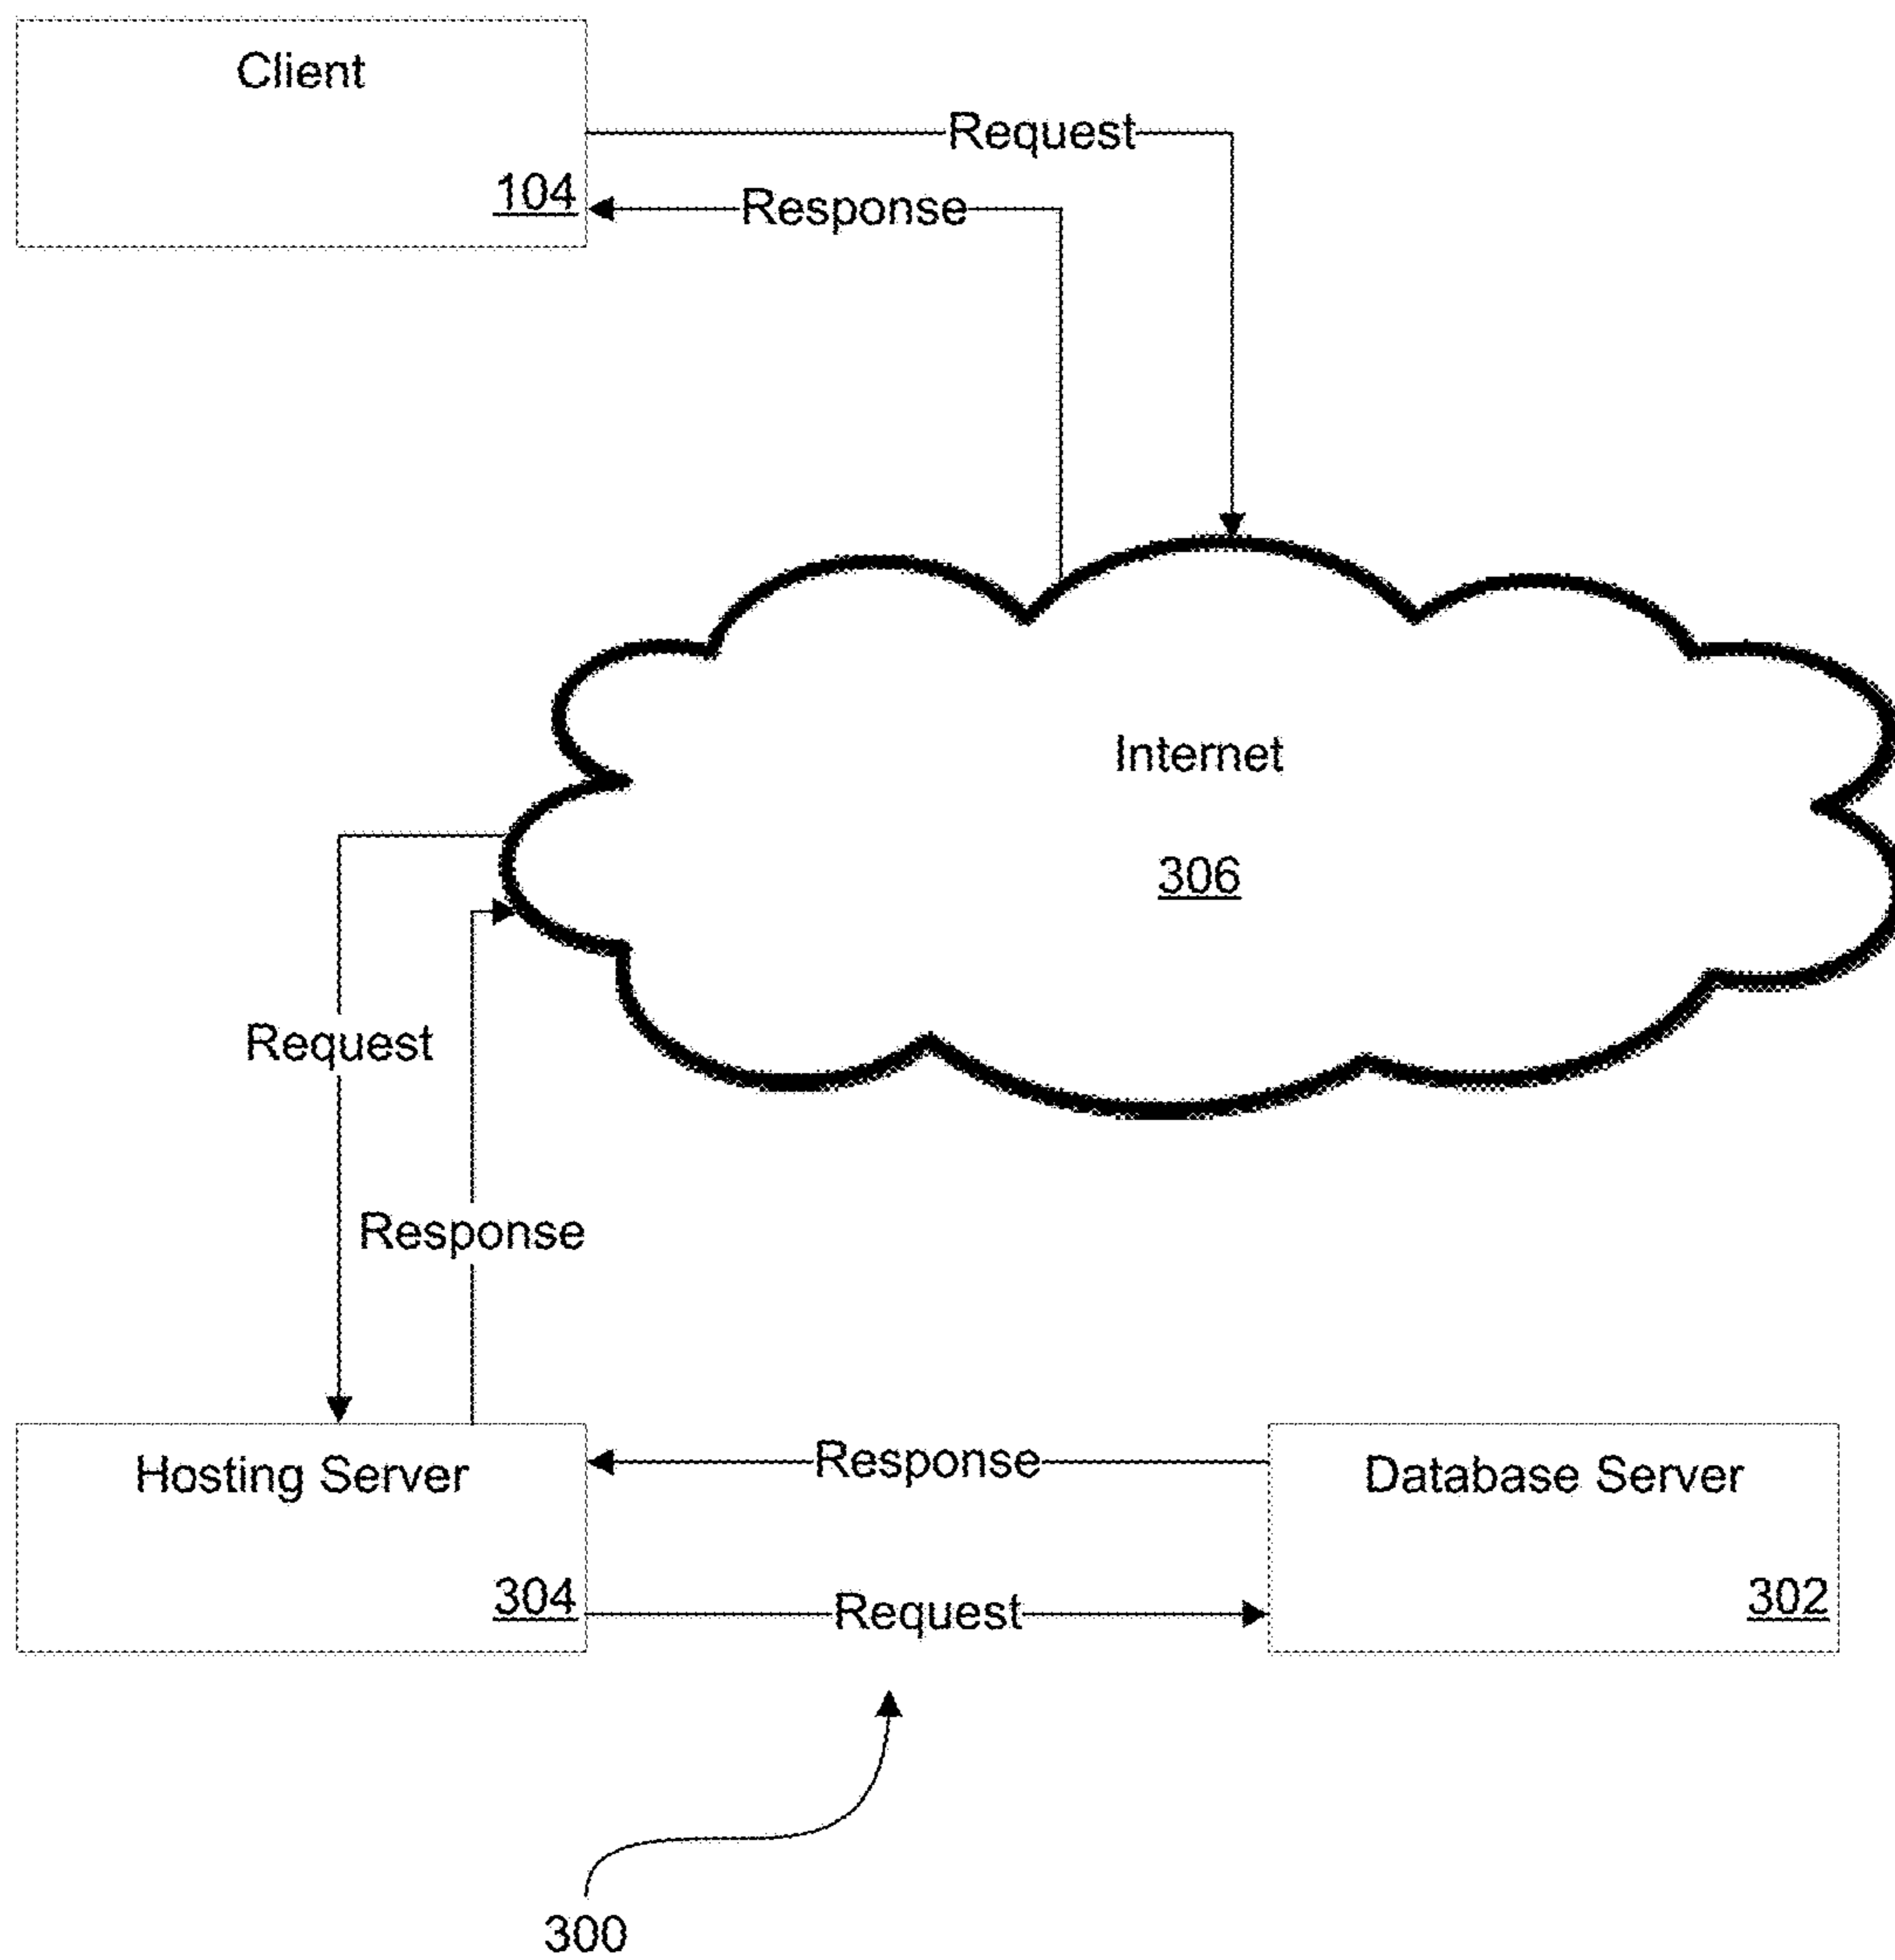 Client
104
Request
Response
Internet
306
Request
Response
Hosting Server
304
Response
Request
Database Server
302
300